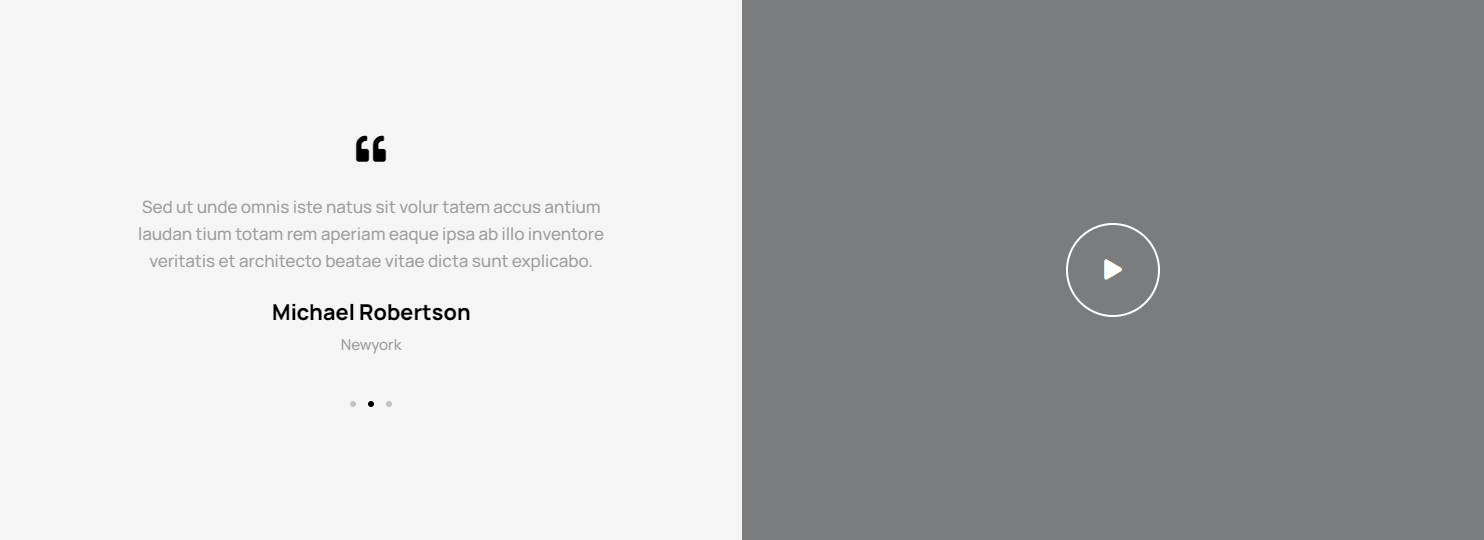 Sed ut unde omnis iste natus sit volur tatem accus antium
laudan tium totam rem aperiam eaque ipsa ab illo inventore
veritatis et architecto beatae vitae dicta sunt explicabo.
Michael Robertson
Newyork